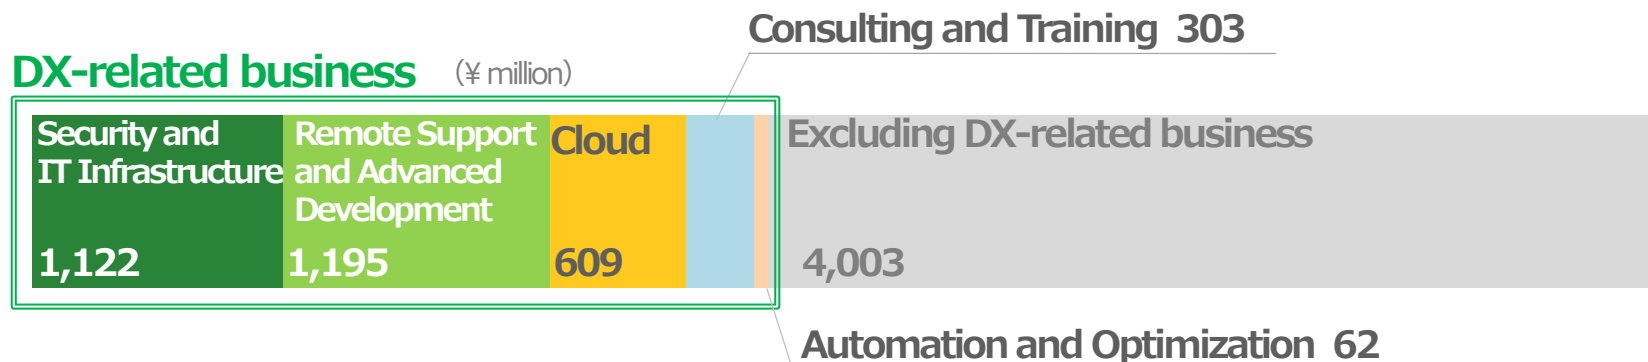 Consulting and Training 303
DX-related business (¥ million)
Security and
IT Infrastructure
1,122
Remote Support
and Advanced
Development
1,195
Cloud
609
Excluding DX-related business
4,003
Automation and Optimization 62